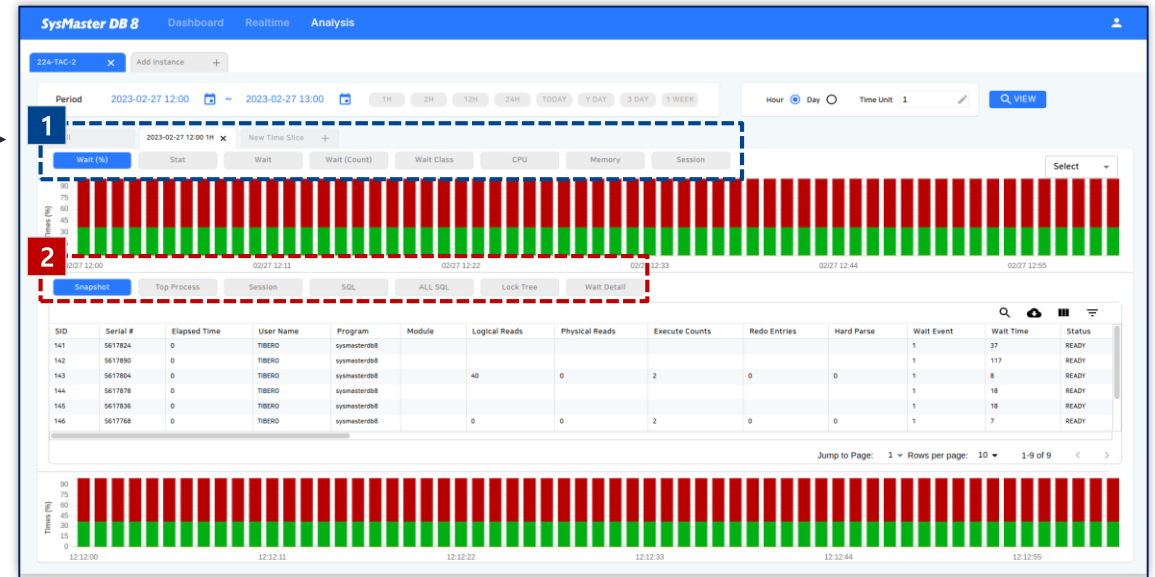 SysMaster DB 8 Dashboard Realtime Analysis
224-TAC-2 × Add Instance +
Period 2023-02-27 12:00 ~ 2023-02-27 13:00 1H 2H 12H 24H TODAY Y DAY 3 DAY 1 WEEK Hour Day Time Unit 1 VIEW
1
2023-02-27 12:00 1H × New Time Slice +
Wait (%) Stat Wait Wait (Count) Wait Class CPU Memory Session
Select
90
75
60
45
30
Times (%)
2
02/27 12:00 02/27 12:11 02/27 12:22 02/27 12:33 02/27 12:44 02/27 12:55
Snapshot Top Process Session SQL ALL SQL Lock Tree Wait Detail
SID Serial # Elapsed Time User Name Program Module Logical Reads Physical Reads Execute Counts Redo Entries Hard Parse Wait Event Wait Time Status
141 5617824 0 TIBERO sysmasterdb8 1 37 READY
142 5617890 0 TIBERO sysmasterdb8 1 117 READY
143 5617804 0 TIBERO sysmasterdb8 40 0 2 0 0 1 8 READY
144 5617878 0 TIBERO sysmasterdb8 1 18 READY
145 5617836 0 TIBERO sysmasterdb8 1 18 READY
146 5617768 0 TIBERO sysmasterdb8 0 0 2 0 0 1 7 READY
Jump to Page: 1 Rows per page: 10 1-9 of 9 < >
90
75
60
45
30
15
0
Times (%)
12:12:00 12:12:11 12:12:22 12:12:33 12:12:44 12:12:55